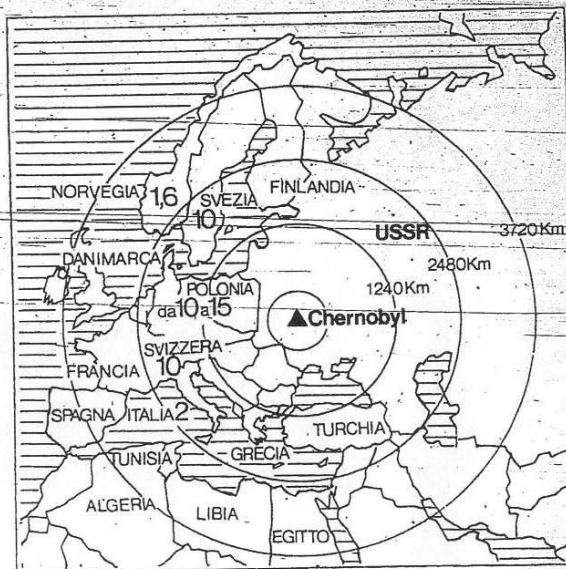 NORVEGIA 1,6
SVEZIA
10
FINLANDIA
USSR
3720Km
DANIMARCA 1
2480Km
POLONIA
1240Km
da 10 a 15
Chernobyl
SVIZZERA
10
FRANCIA
SPAGNA
ITALIA 2
TURCHIA
GRECIA
TUNISIA
ALGERIA
LIBIA
EGITTO